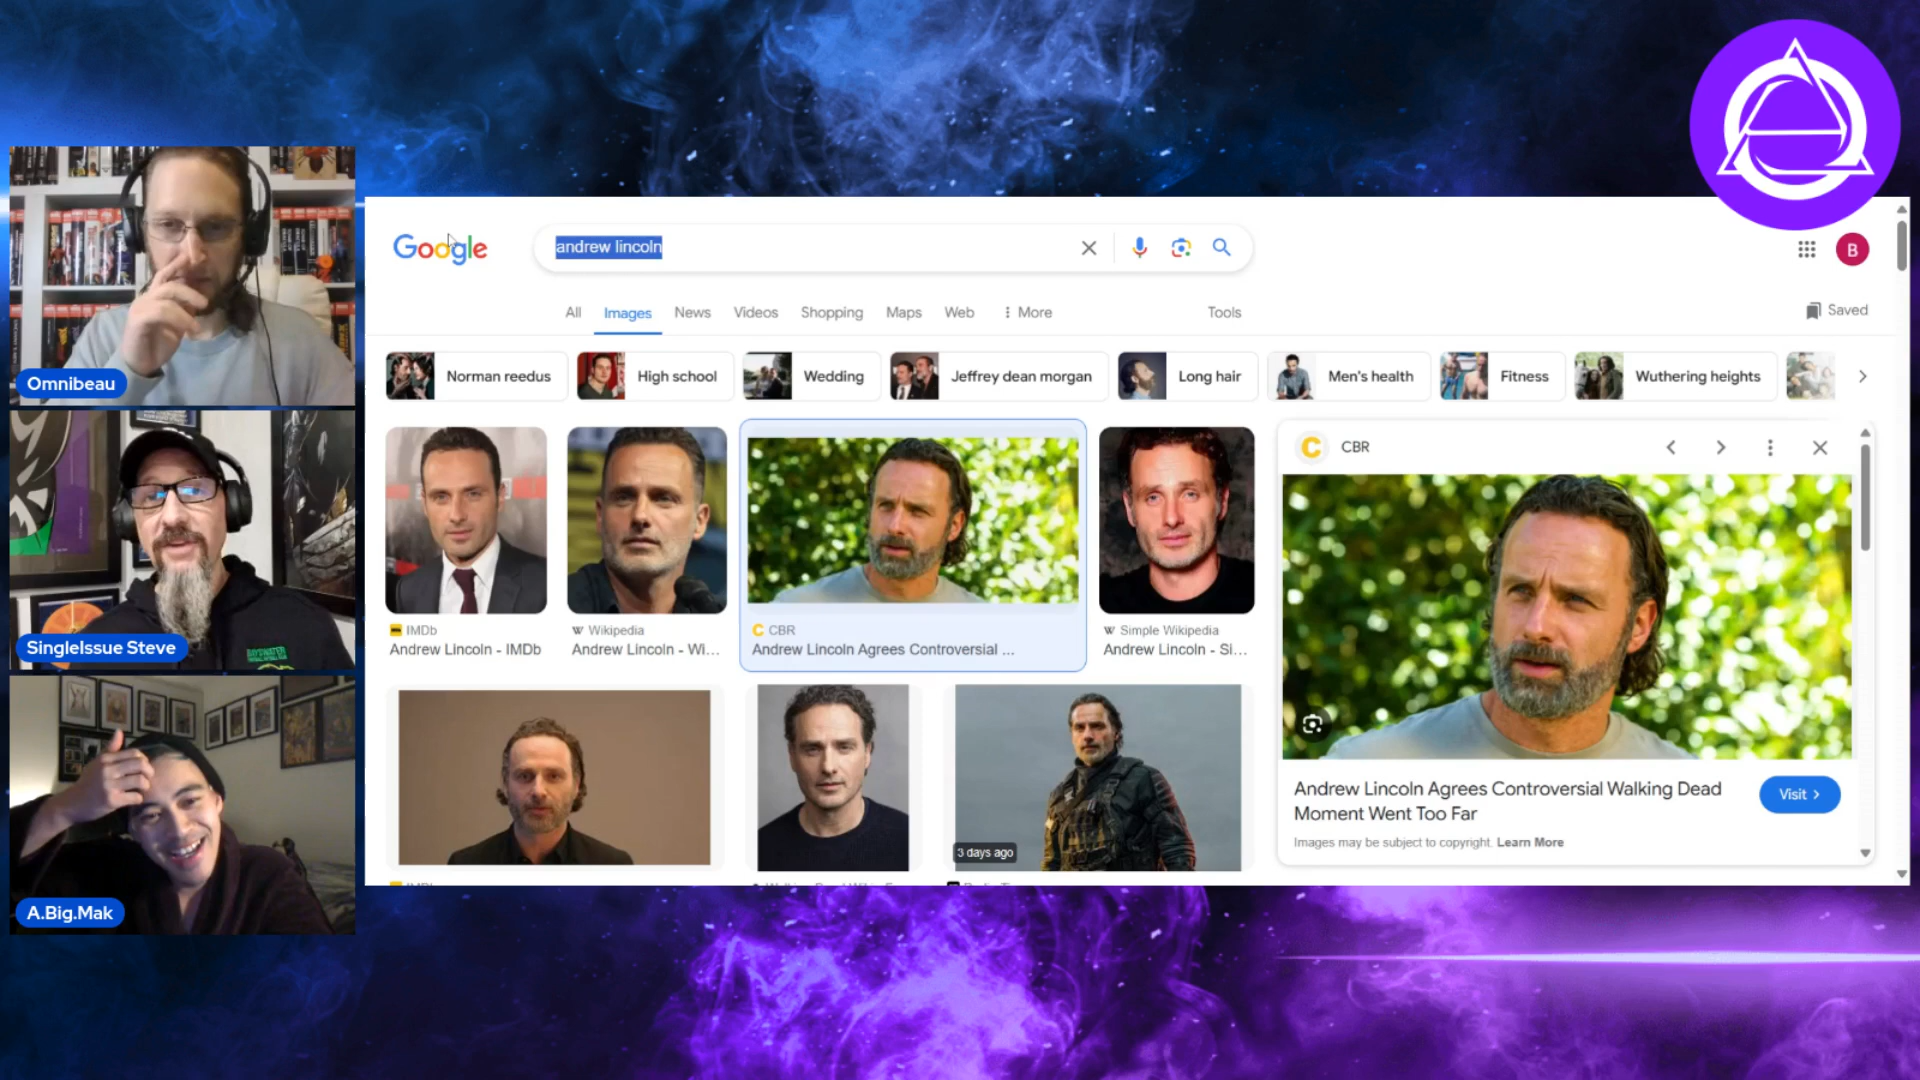 Google
andrew lincoln
All Images News Videos Shopping Maps Web More Tools
Saved
B
Norman reedus
High school
Wedding
Jeffrey dean morgan
Long hair
Men's health
Fitness
Wuthering heights
IMDb
Andrew Lincoln - IMDb
W Wikipedia
Andrew Lincoln - Wi...
C CBR
Andrew Lincoln Agrees Controversial ...
W Simple Wikipedia
Andrew Lincoln - Si...
3 days ago
C CBR
Andrew Lincoln Agrees Controversial Walking Dead
Moment Went Too Far
Visit
Images may be subject to copyright. Learn More
Omnibeau
SingleIssue Steve
BAYSWATER
A.Big.Mak